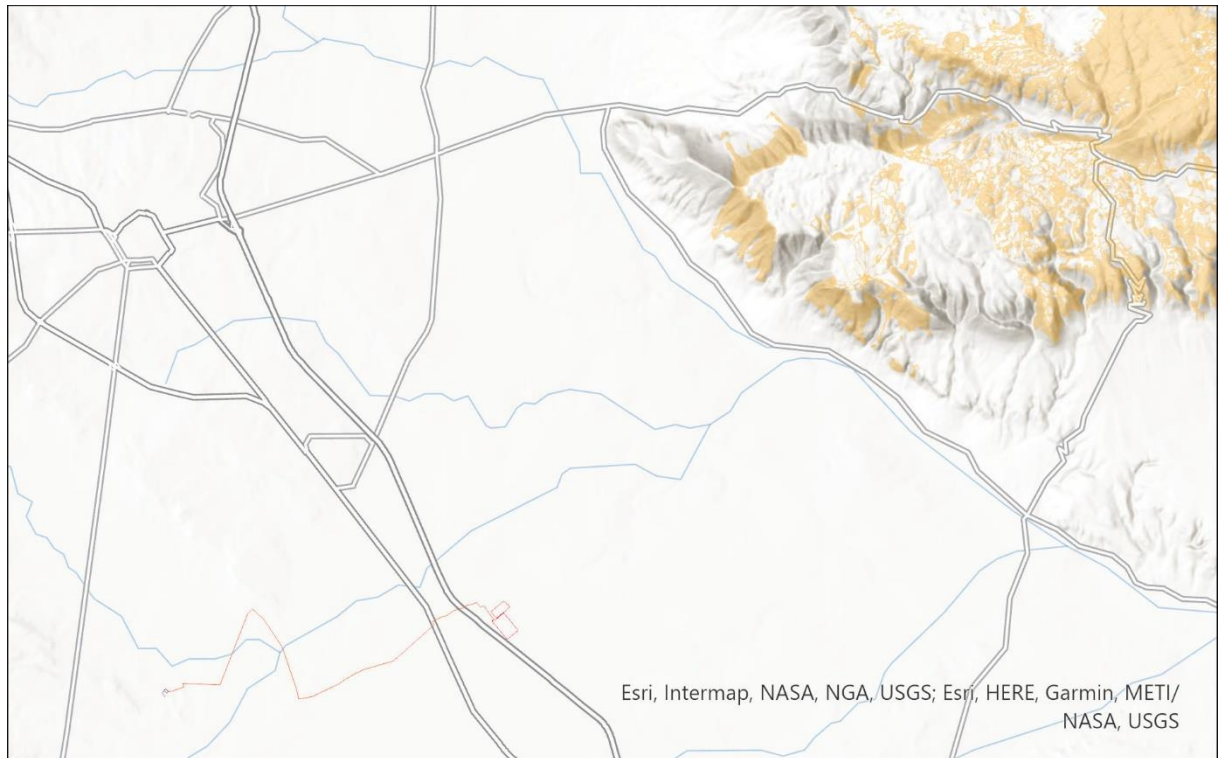 Esri, Intermap, NASA, NGA, USGS; Esri, HERE, Garmin, METI/
NASA, USGS